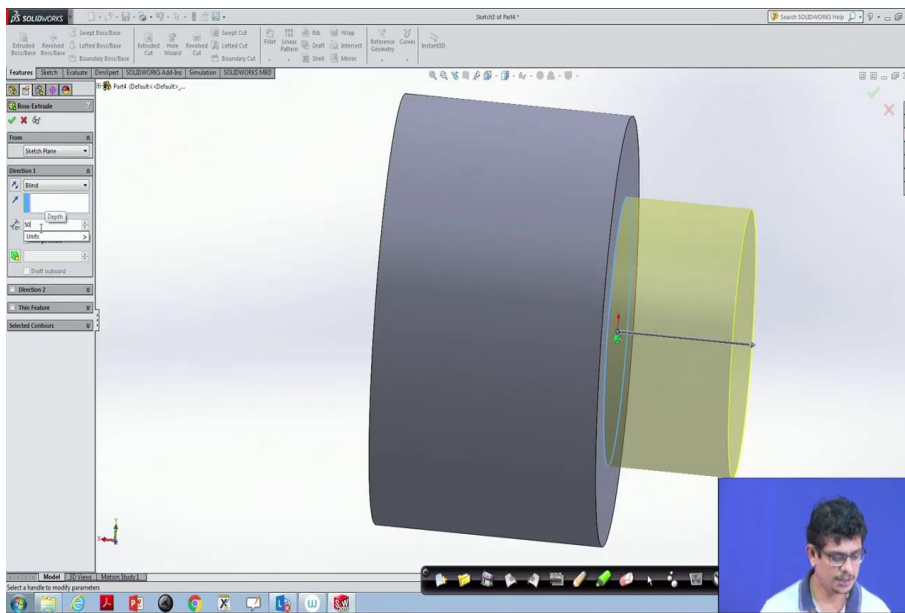 SOLIDWORKS
Sketch3 of Part4 *
Search SOLIDWORKS Help
Extruded Boss/Base
Revolved Boss/Base
Swept Boss/Base
Lofted Boss/Base
Boundary Boss/Base
Extruded Cut
Hole Wizard
Revolved Cut
Swept Cut
Lofted Cut
Boundary Cut
Fillet
Linear Pattern
Rib
Draft
Shell
Wrap
Intersect
Mirror
Reference Geometry
Curves
Instant3D
Features Sketch Evaluate DimXpert SOLIDWORKS Add-Ins Simulation SOLIDWORKS MBD
Part4 (Default<<Default>_...
Boss-Extrude
From
Sketch Plane
Direction 1
Blind
Depth
50
Units >
Draft outward
Direction 2
Thin Feature
Selected Contours
Y
X
Model 3D Views Motion Study 1
Select a handle to modify parameters